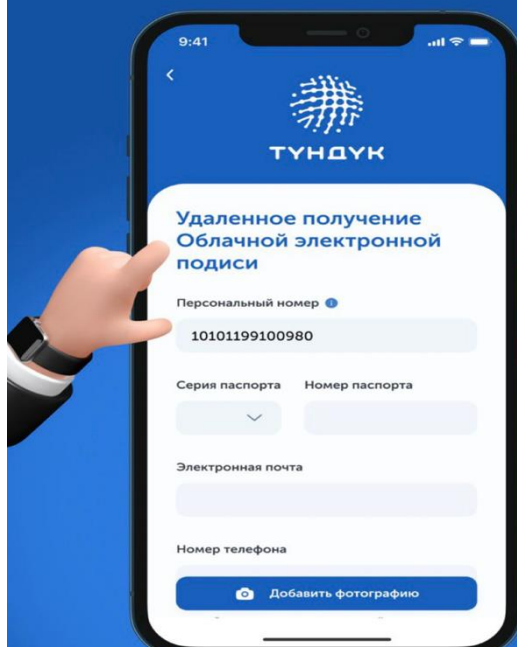 9:41
ТҮНДҮК
Удаленное получение
Облачной электронной
подиси
Персональный номер
10101199100980
Серия паспорта Номер паспорта
Электронная почта
Номер телефона
Добавить фотографию